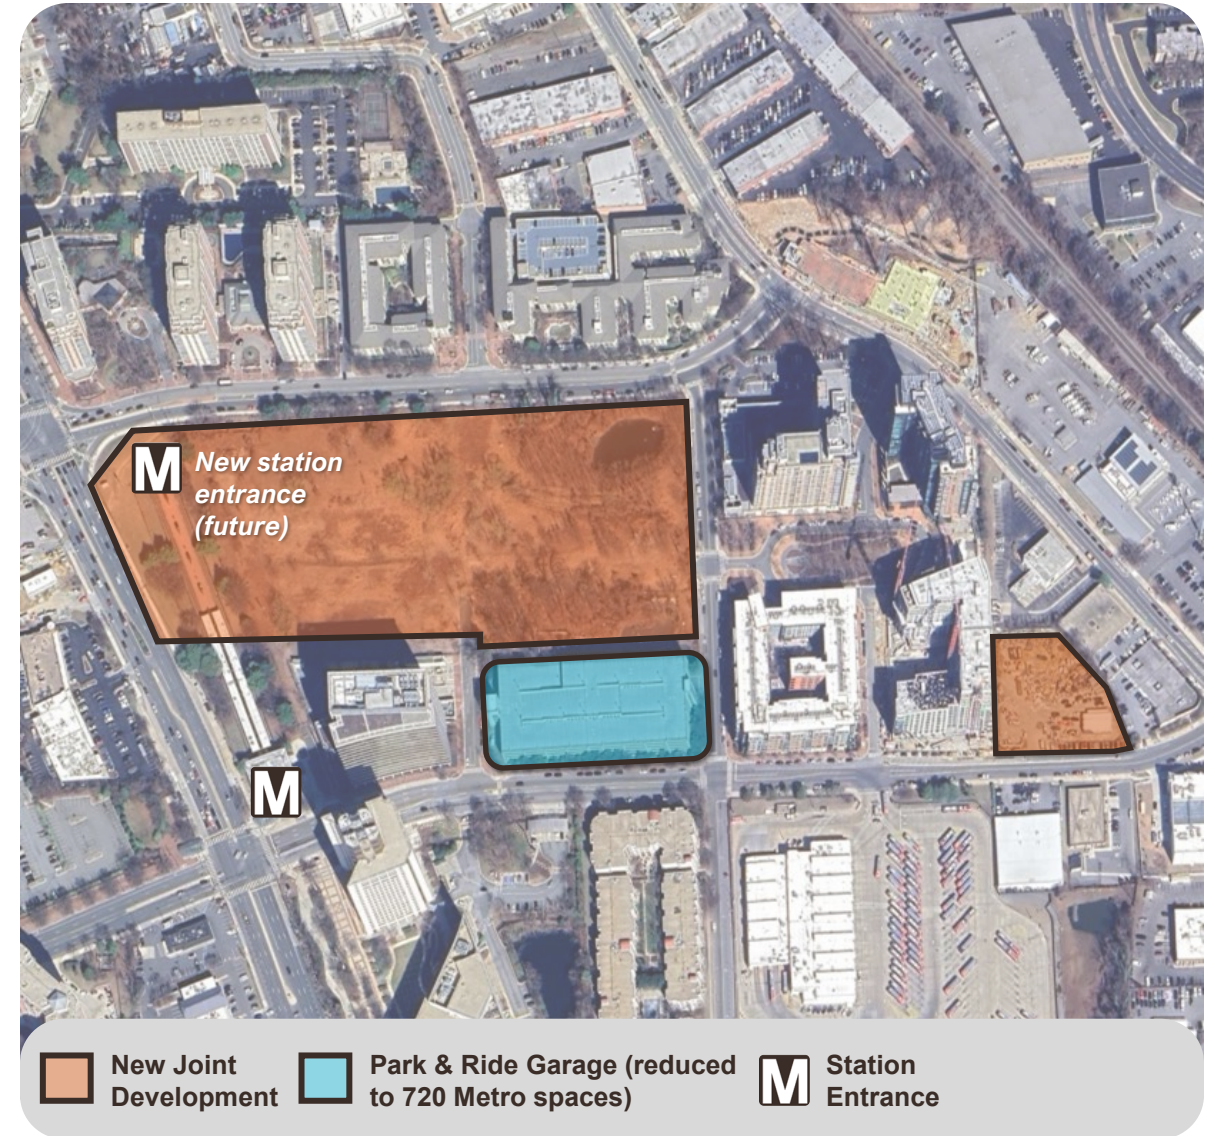 M New station
entrance
(future)
M
New Joint
Development
Park & Ride Garage (reduced
to 720 Metro spaces)
M Station
Entrance